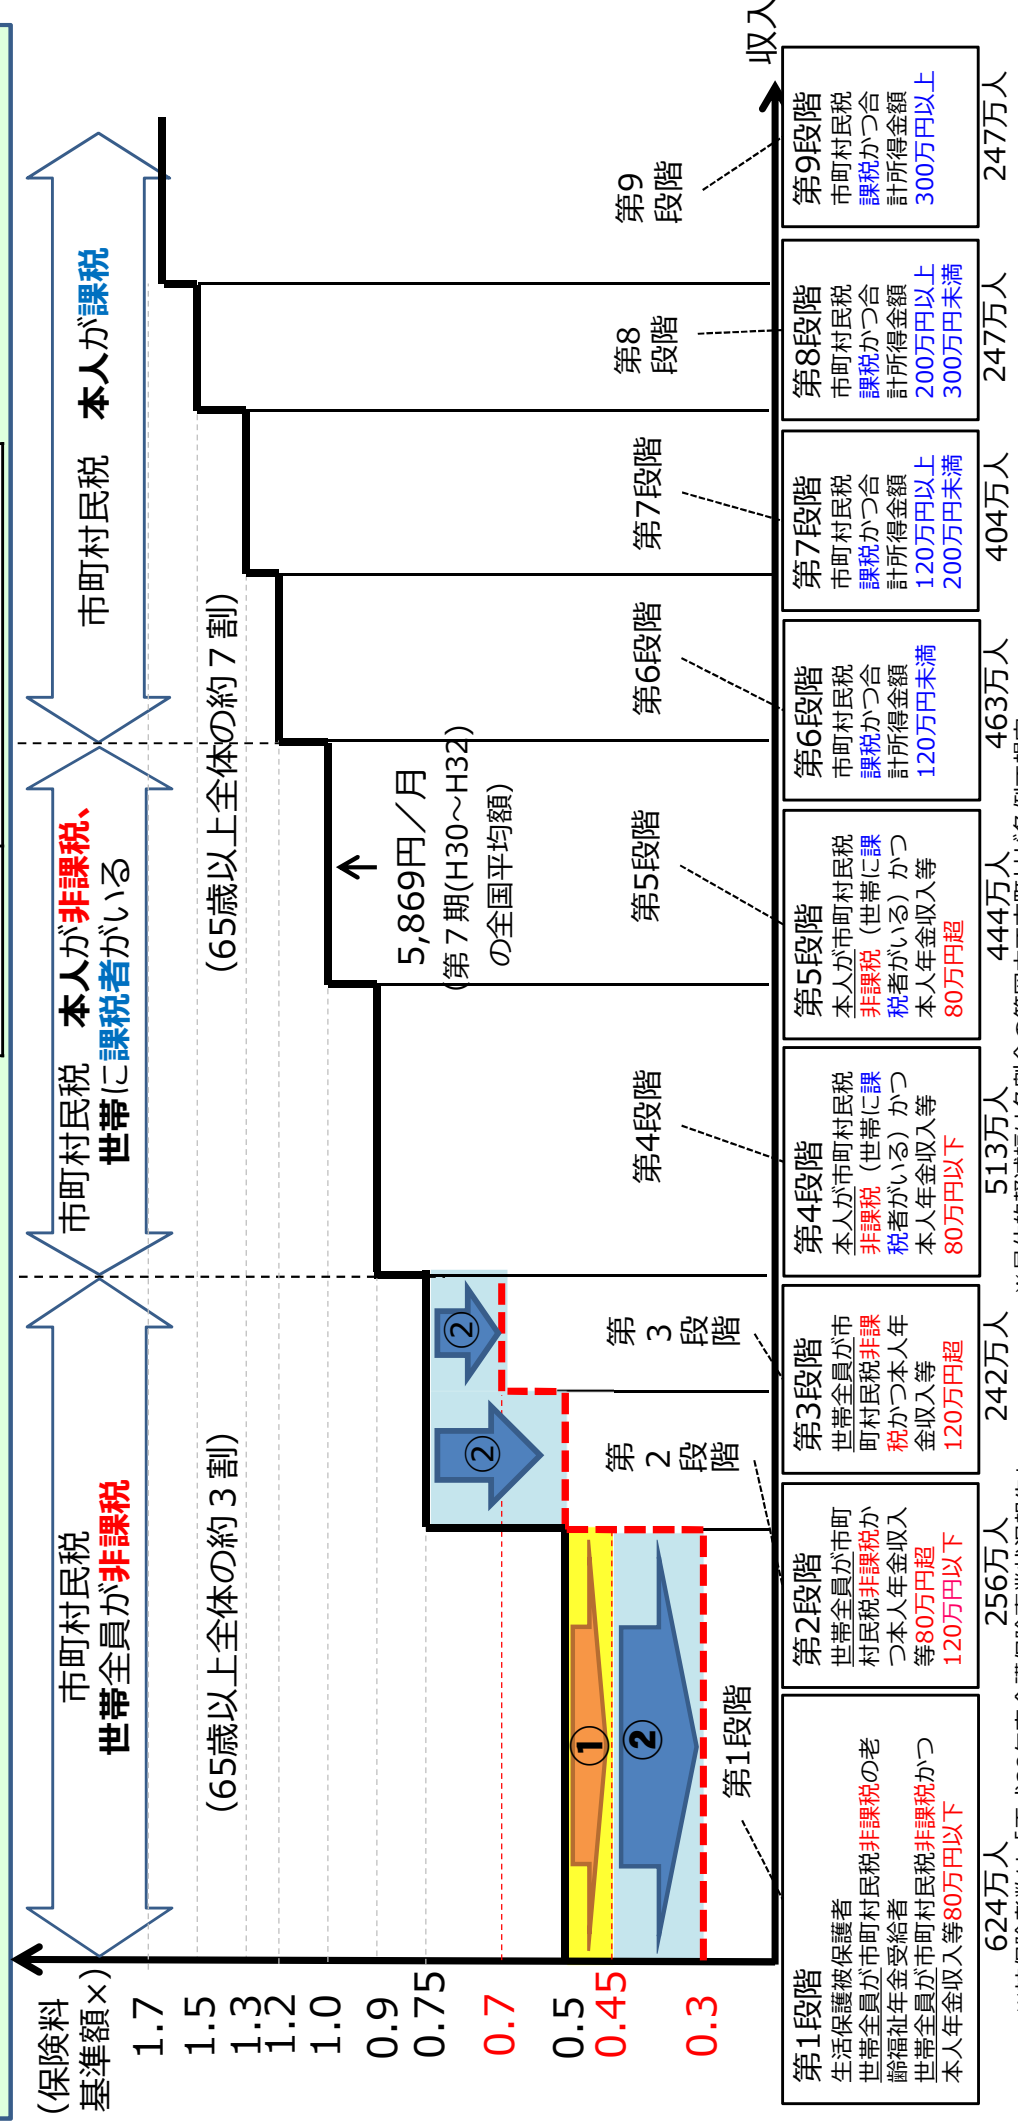 (保険料
基準額×)
1.7
1.5
1.3
1.2
1.0
0.9
0.75
0.7
0.5
0.45
0.3
市町村民税
世帯全員が非課税
(65歳以上全体の約３割)
市町村民税　本人が非課税、
世帯に課税者がいる
市町村民税　本人が課税
(65歳以上全体の約７割)
5,869円／月
(第７期(H30～H32)
の全国平均額)
①
②
②
②
第1段階
第
２
段
階
第
３
段
階
第4段階
第5段階
第6段階
第7段階
第8
段階
第9
段階
収入
第1段階
生活保護被保護者
世帯全員が市町村民税非課税の老
齢福祉年金受給者
世帯全員が市町村民税非課税かつ
本人年金収入等80万円以下
624万人
第2段階
世帯全員が市町
村民税非課税か
つ本人年金収入
等80万円超
120万円以下
256万人
第3段階
世帯全員が市
町村民税非課
税かつ本人年
金収入等
120万円超
242万人
第4段階
本人が市町村民税
非課税（世帯に課
税者がいる）かつ
本人年金収入等
80万円以下
513万人
第5段階
本人が市町村民税
非課税（世帯に課
税者がいる）かつ
本人年金収入等
80万円超
444万人
第6段階
市町村民税
課税かつ合
計所得金額
120万円未満
463万人
第7段階
市町村民税
課税かつ合
計所得金額
120万円以上
200万円未満
404万人
第8段階
市町村民税
課税かつ合
計所得金額
200万円以上
300万円未満
247万人
第9段階
市町村民税
課税かつ合
計所得金額
300万円以上
247万人